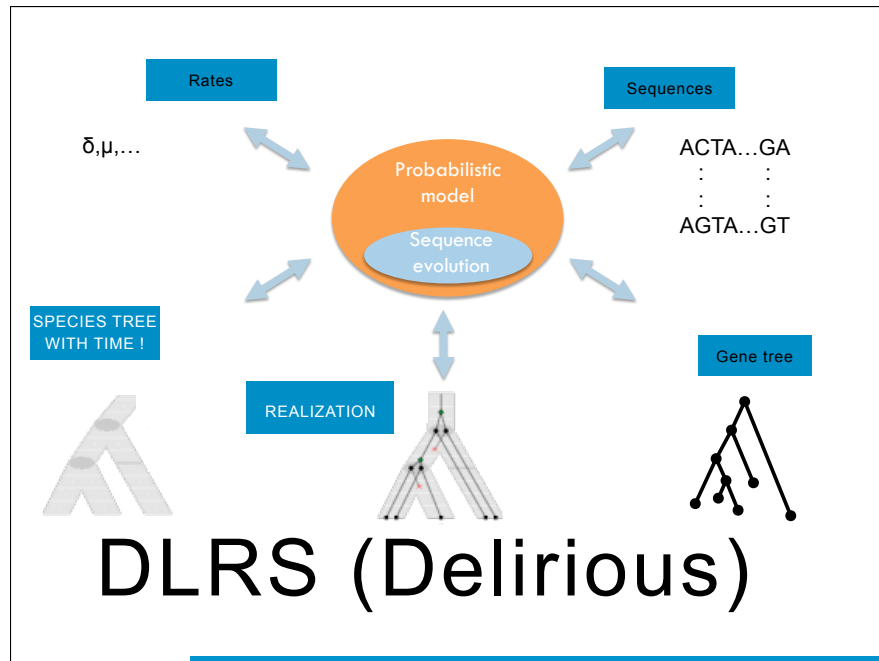 Rates
Sequences
δ,μ,…
ACTA…GA
: :
: :
AGTA…GT
Probabilistic
model
Sequence
evolution
SPECIES TREE
WITH TIME !
REALIZATION
Gene tree
DLRS (Delirious)